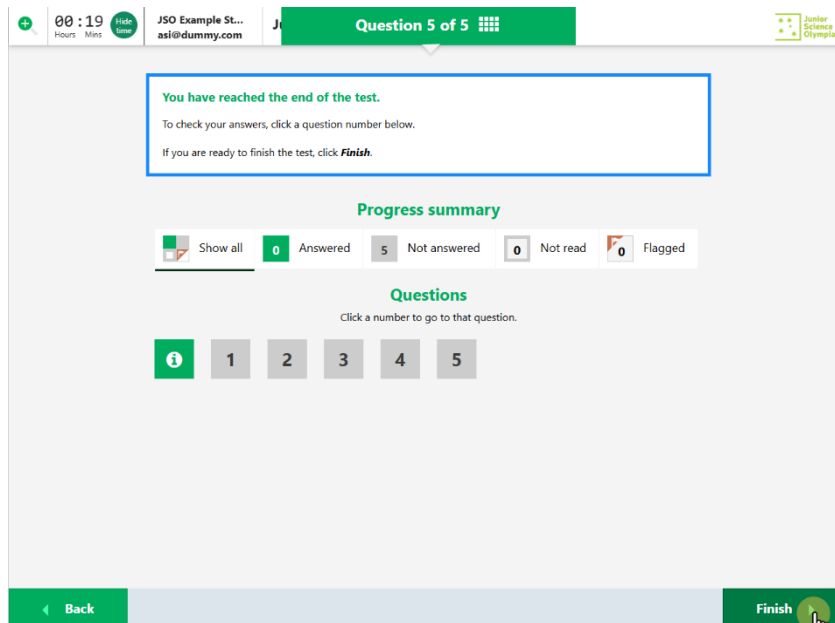 00:19
Hours Mins
Hide
time
JSO Example St...
asi@dummy.com
Question 5 of 5
Junior
Science
Olympia
You have reached the end of the test.
To check your answers, click a question number below.
If you are ready to finish the test, click Finish.
Progress summary
Show all
0 Answered
5 Not answered
0 Not read
0 Flagged
Questions
Click a number to go to that question.
1 2 3 4 5
Back
Finish